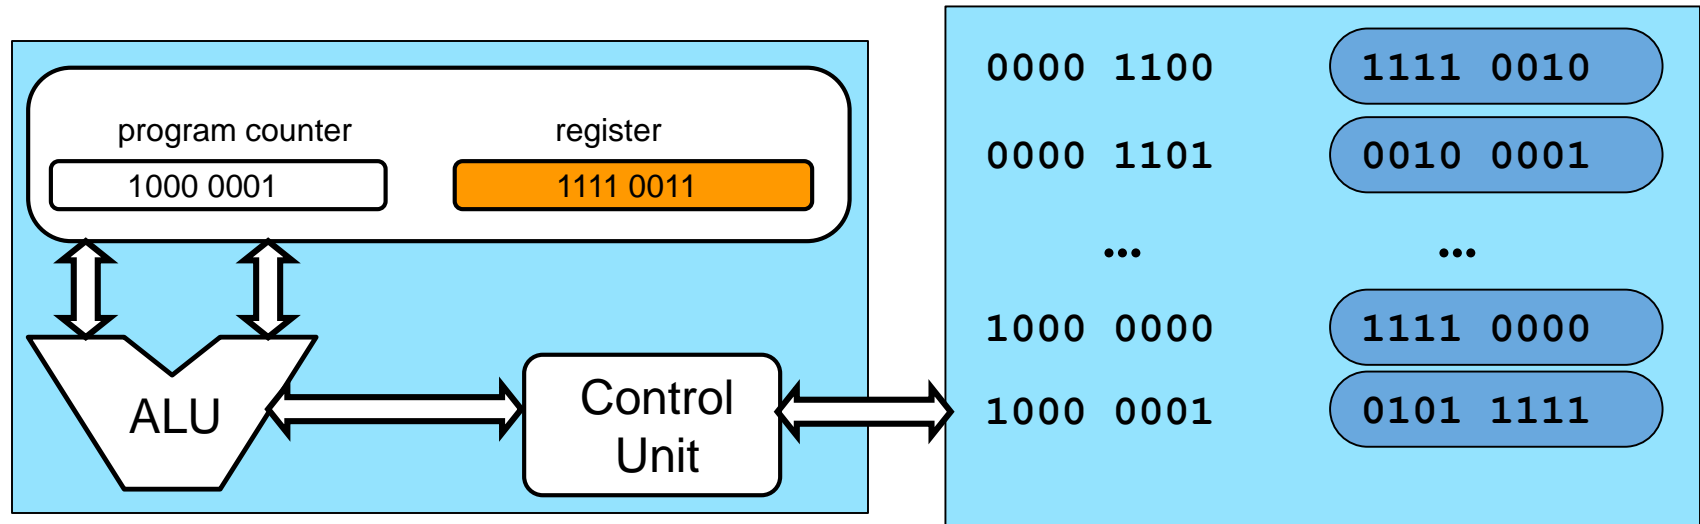 program counter
register
1000 0001
1111 0011
ALU
Control
Unit
0000 1100 1111 0010
0000 1101 0010 0001
... ...
1000 0000 1111 0000
1000 0001 0101 1111